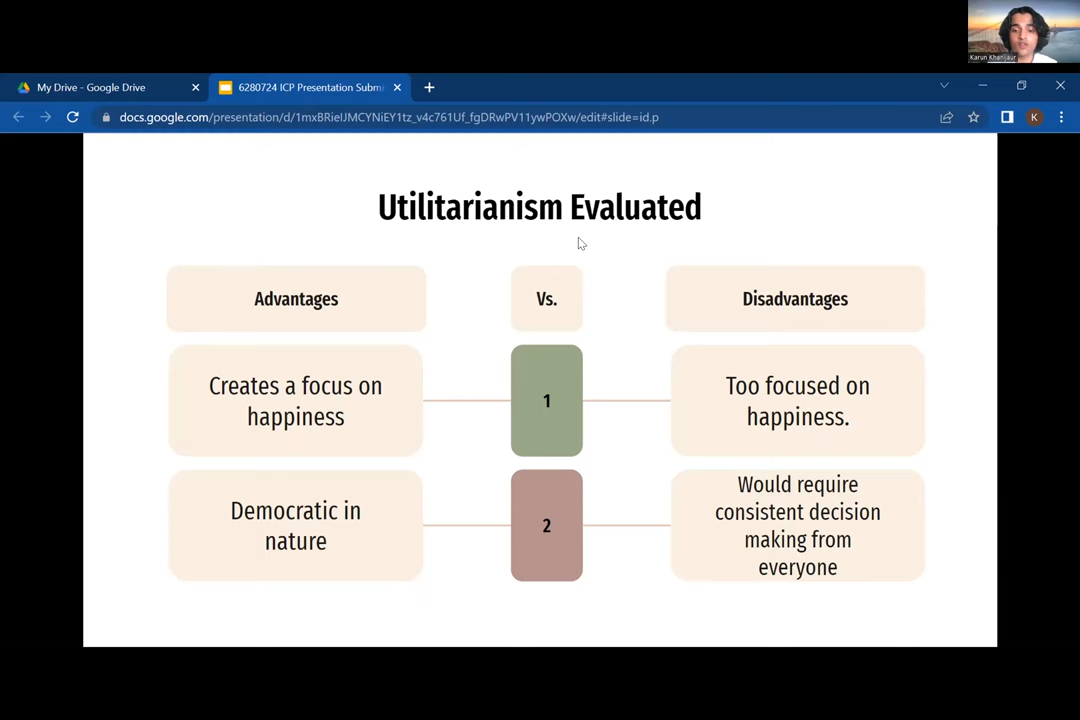 Karun Khanijaur
My Drive - Google Drive
6280724 ICP Presentation Subm
docs.google.com/presentation/d/1mxBRieIJMCYNiEY1tz_v4c761Uf_fgDRwPV11ywPOXw/edit#slide=id.p
K
Utilitarianism Evaluated
Advantages
Vs.
Disadvantages
Creates a focus on
happiness
1
Too focused on
happiness.
Democratic in
nature
2
Would require
consistent decision
making from
everyone